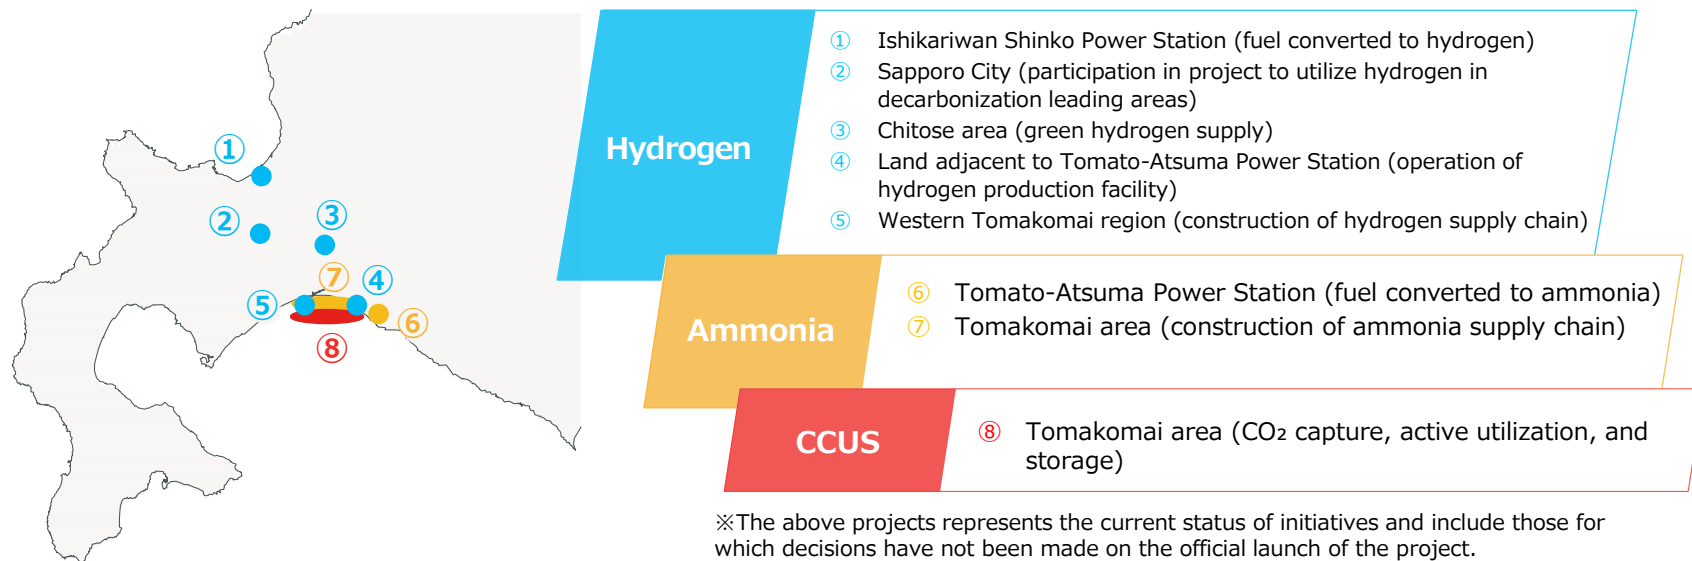 ①
②
③
⑦
④
⑤
⑥
⑧
Hydrogen
① Ishikariwan Shinko Power Station (fuel converted to hydrogen)
② Sapporo City (participation in project to utilize hydrogen in
decarbonization leading areas)
③ Chitose area (green hydrogen supply)
④ Land adjacent to Tomato-Atsuma Power Station (operation of
hydrogen production facility)
⑤ Western Tomakomai region (construction of hydrogen supply chain)
Ammonia
⑥ Tomato-Atsuma Power Station (fuel converted to ammonia)
⑦ Tomakomai area (construction of ammonia supply chain)
CCUS
⑧ Tomakomai area (CO₂ capture, active utilization, and
storage)
※The above projects represents the current status of initiatives and include those for
which decisions have not been made on the official launch of the project.